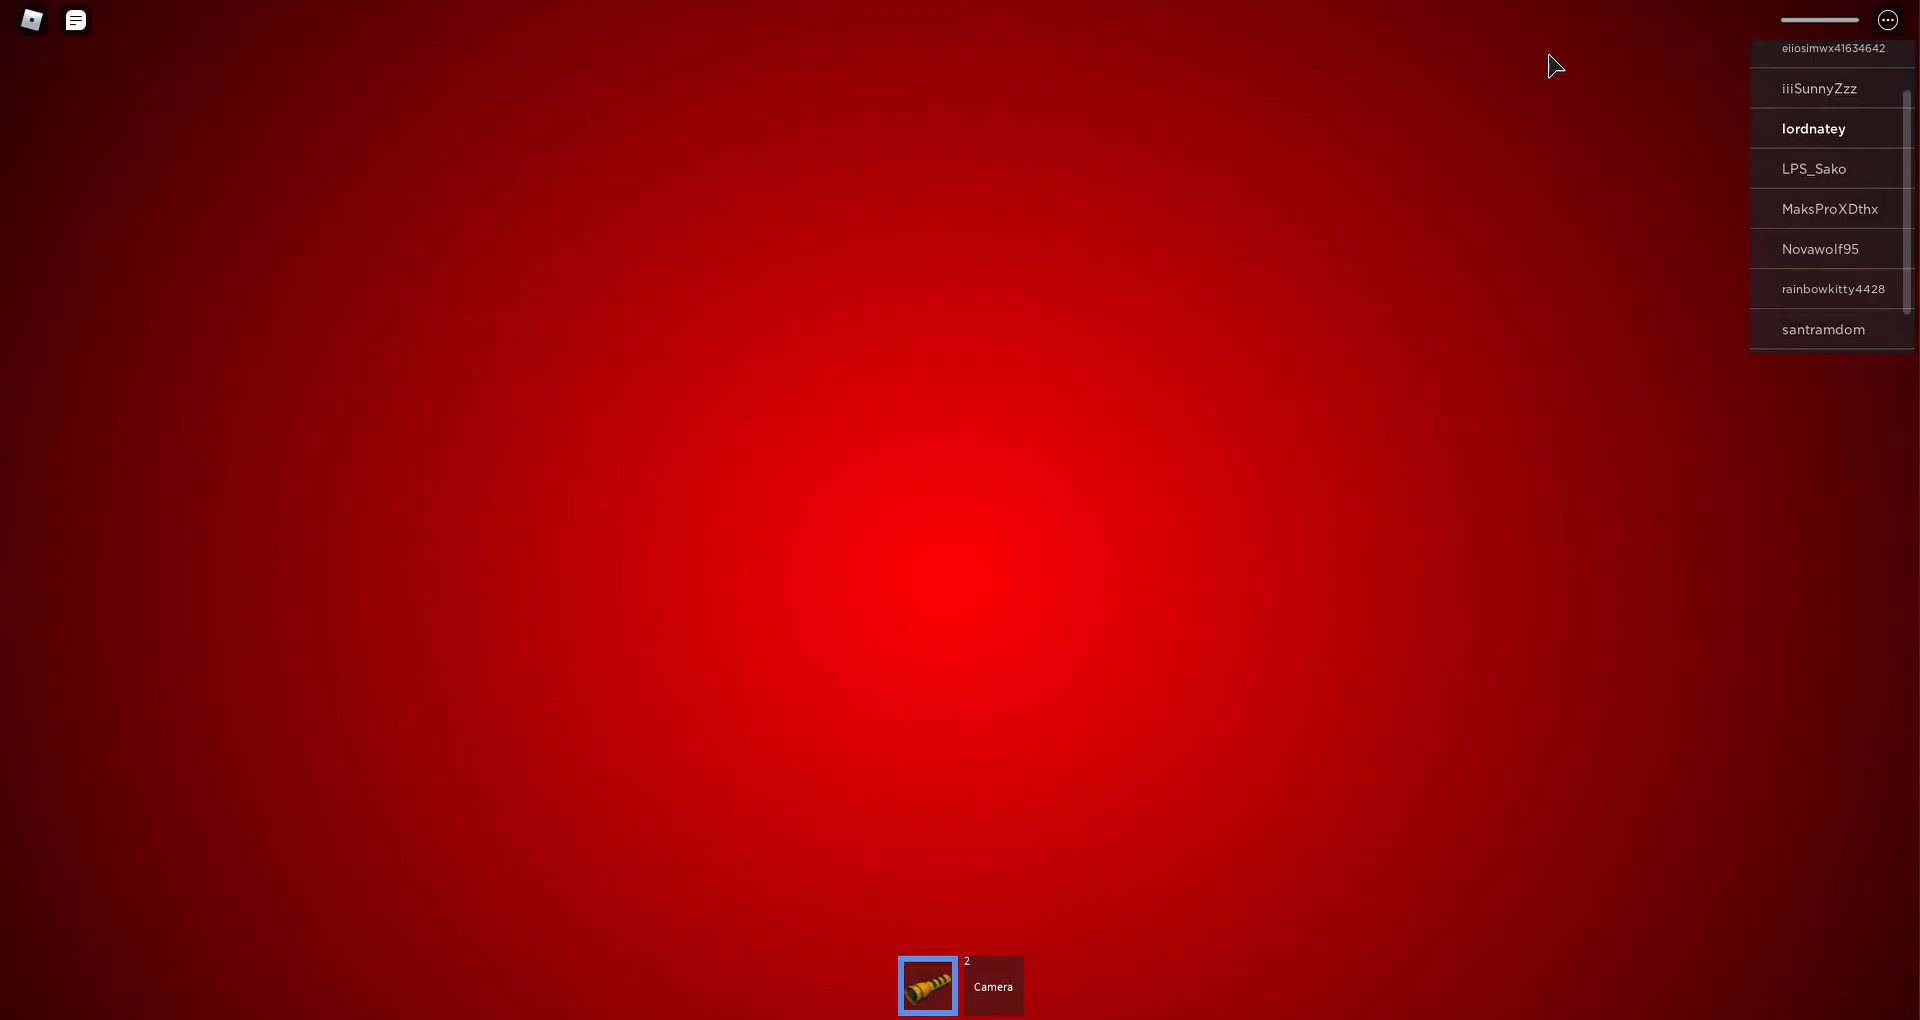 eiiosimwx41634642
iiiSunnyZzz
lordnatey
LPS_Sako
MaksProXDthx
Novawolf95
rainbowkitty4428
santramdom
2
Camera